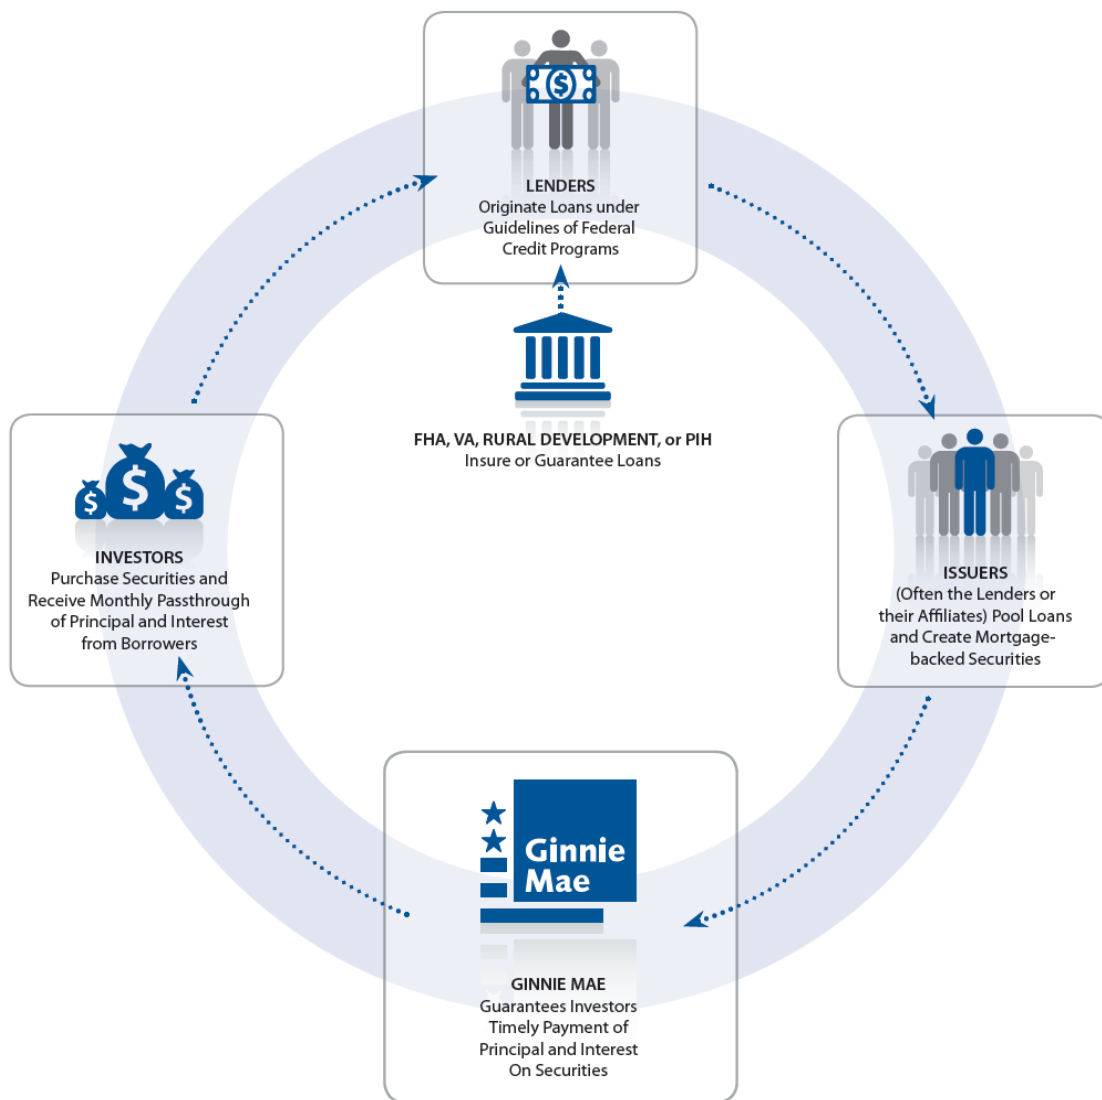 $
LENDERS
Originate Loans under
Guidelines of Federal
Credit Programs
FHA, VA, RURAL DEVELOPMENT, or PIH
Insure or Guarantee Loans
$ $ $
INVESTORS
Purchase Securities and
Receive Monthly Passthrough
of Principal and Interest
from Borrowers
ISSUERS
(Often the Lenders or
their Affiliates) Pool Loans
and Create Mortgage-
backed Securities
Ginnie
Mae
GINNIE MAE
Guarantees Investors
Timely Payment of
Principal and Interest
On Securities